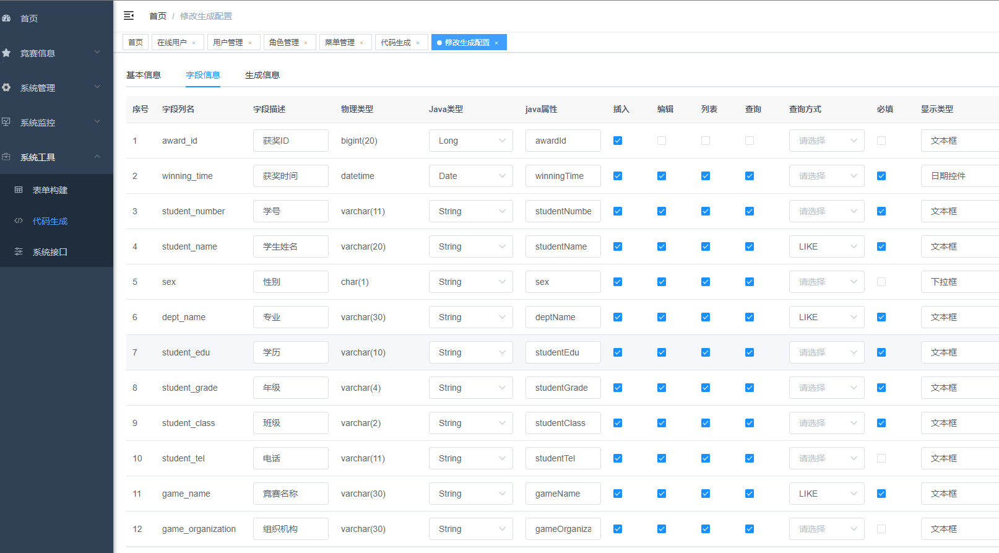 首页
竞赛信息
系统管理
系统监控
系统工具
表单构建
代码生成
系统接口
首页 / 修改生成配置
首页 在线用户 × 用户管理 × 角色管理 × 菜单管理 × 代码生成 × 修改生成配置 ×
基本信息 字段信息 生成信息
序号 字段列名 字段描述 物理类型 Java类型 java属性 插入 编辑 列表 查询 查询方式 必填 显示类型
1 award_id 获奖ID bigint(20) Long awardId 请选择 文本框
2 winning_time 获奖时间 datetime Date winningTime 请选择 日期控件
3 student_number 学号 varchar(11) String studentNumbe 请选择 文本框
4 student_name 学生姓名 varchar(20) String studentName LIKE 文本框
5 sex 性别 char(1) String sex 请选择 下拉框
6 dept_name 专业 varchar(30) String deptName LIKE 文本框
7 student_edu 学历 varchar(10) String studentEdu 请选择 文本框
8 student_grade 年级 varchar(4) String studentGrade 请选择 文本框
9 student_class 班级 varchar(2) String studentClass 请选择 文本框
10 student_tel 电话 varchar(11) String studentTel 请选择 文本框
11 game_name 竞赛名称 varchar(30) String gameName LIKE 文本框
12 game_organization 组织机构 varchar(30) String gameOrganiza 请选择 文本框